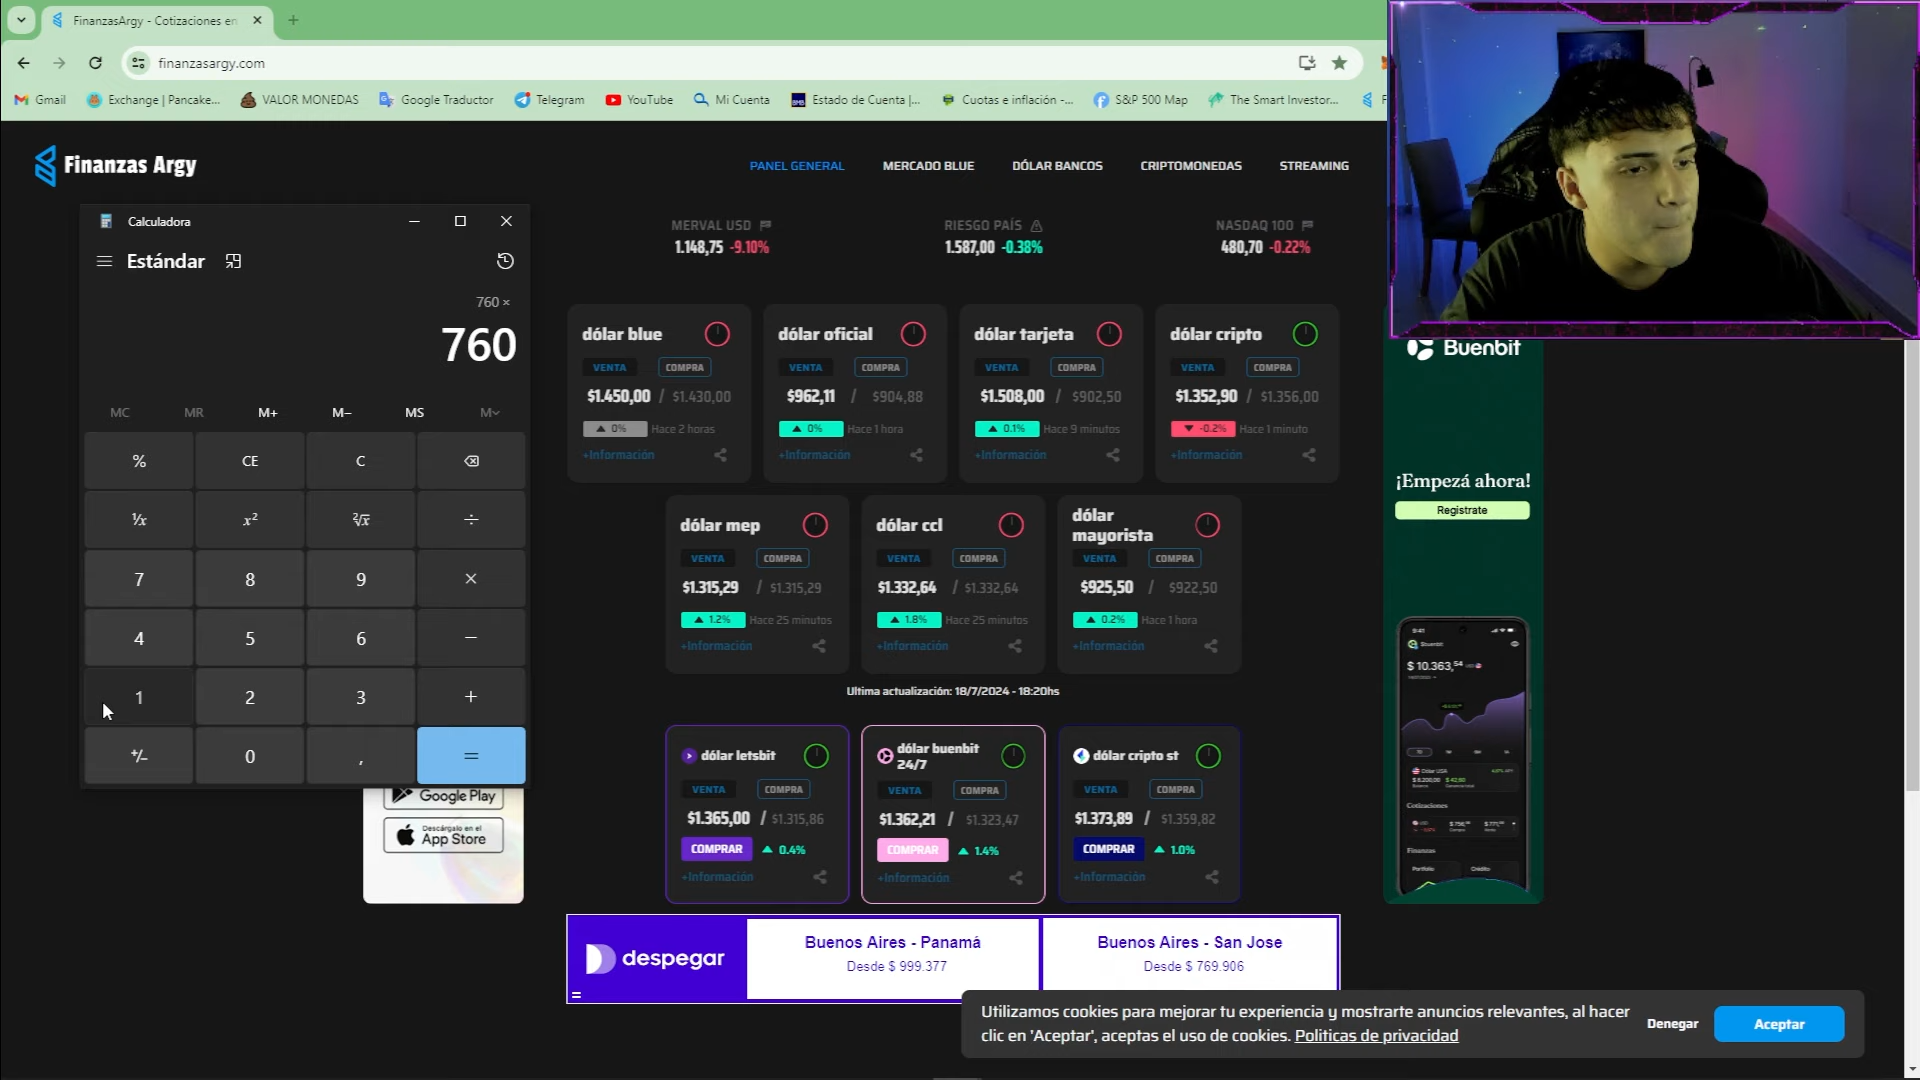 FinanzasArgy - Cotizaciones en
finanzasargy.com
Gmail
Exchange | Pancake...
VALOR MONEDAS
Google Traductor
Telegram
YouTube
Mi Cuenta
Estado de Cuenta |...
Cuotas e inflación -...
S&P 500 Map
The Smart Investor...
Finanzas Argy
PANEL GENERAL
MERCADO BLUE
DÓLAR BANCOS
CRIPTOMONEDAS
STREAMING
MERVAL USD
1.148,75 -9.10%
RIESGO PAÍS
1.587,00 -0.38%
NASDAQ 100
480,70 -0.22%
Calculadora
Estándar
760 ×
760
MC MR M+ M− MS M˅
% CE C
⅟x x² ²√x ÷
7 8 9 ×
4 5 6 −
1 2 3 +
+/− 0 , =
dólar blue
VENTA COMPRA
$1.450,00 / $1.430,00
0% Hace 2 horas
+Información
dólar oficial
VENTA COMPRA
$962,11 / $904,88
0% Hace 1 hora
+Información
dólar tarjeta
VENTA COMPRA
$1.508,00 / $902,50
0.1% Hace 9 minutos
+Información
dólar cripto
VENTA COMPRA
$1.352,90 / $1.356,00
-0.2% Hace 1 minuto
+Información
dólar mep
VENTA COMPRA
$1.315,29 / $1.315,29
1.2% Hace 25 minutos
+Información
dólar ccl
VENTA COMPRA
$1.332,64 / $1.332,64
1.8% Hace 25 minutos
+Información
dólar
mayorista
VENTA COMPRA
$925,50 / $922,50
0.2% Hace 1 hora
+Información
Ultima actualización: 18/7/2024 - 18:20hs
dólar letsbit
VENTA COMPRA
$1.365,00 / $1.315,86
COMPRAR 0.4%
+Información
dólar buenbit
24/7
VENTA COMPRA
$1.362,21 / $1.323,47
COMPRAR 1.4%
+Información
dólar cripto st
VENTA COMPRA
$1.373,89 / $1.359,82
COMPRAR 1.0%
+Información
Google Play
Descárgalo en el
App Store
Buenbit
¡Empezá ahora!
Registrate
9:41
Buenbit
$ 10.363,54
Dólar USA
Cotizaciones
Finanzas
Portfolio
Crédito
despegar
Buenos Aires - Panamá
Desde $ 999.377
Buenos Aires - San Jose
Desde $ 769.906
Utilizamos cookies para mejorar tu experiencia y mostrarte anuncios relevantes, al hacer
clic en 'Aceptar', aceptas el uso de cookies. Politicas de privacidad
Denegar
Aceptar